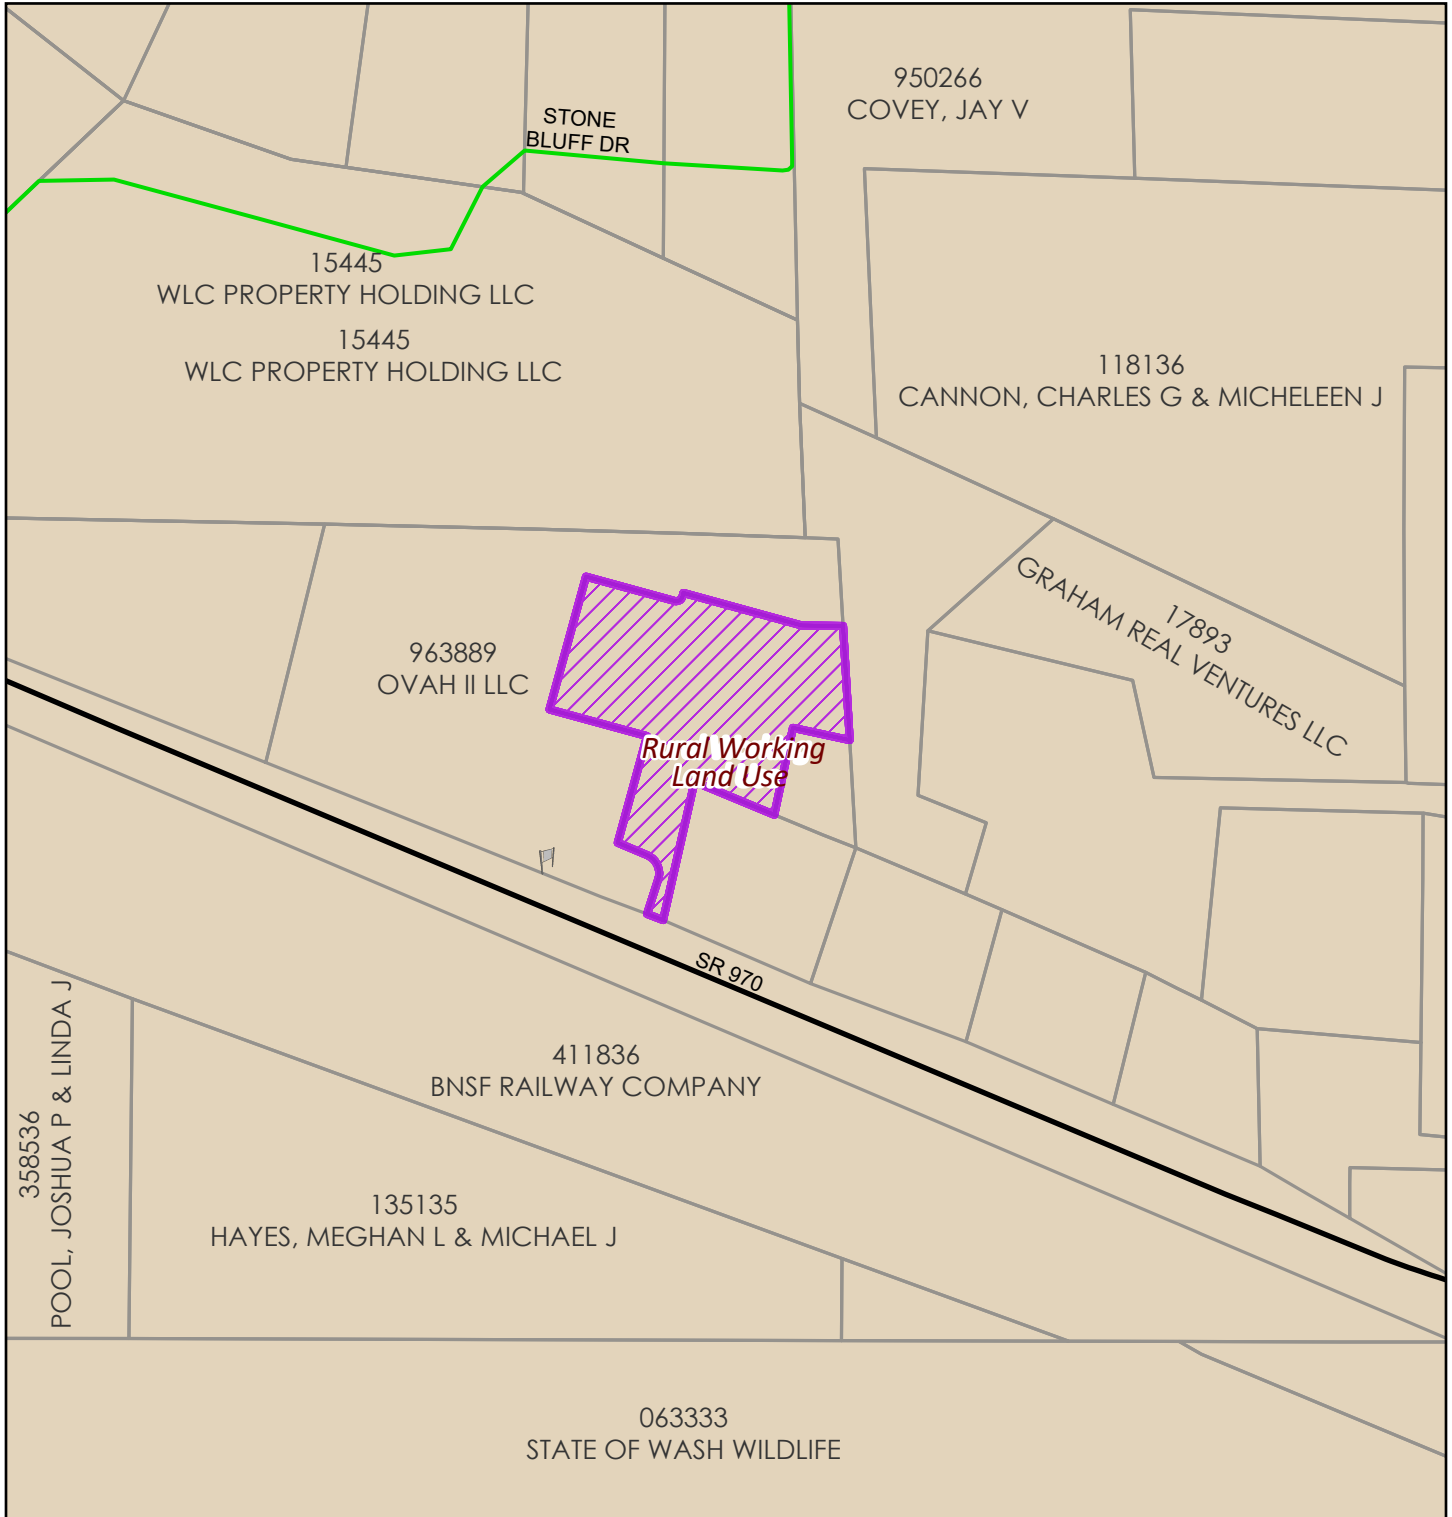 950266
COVEY, JAY V
STONE
BLUFF DR
15445
WLC PROPERTY HOLDING LLC
15445
WLC PROPERTY HOLDING LLC
118136
CANNON, CHARLES G & MICHELEEN J
17893
GRAHAM REAL VENTURES LLC
963889
OVAH II LLC
Rural Working
Land Use
SR 970
411836
BNSF RAILWAY COMPANY
358536
POOL, JOSHUA P & LINDA J
135135
HAYES, MEGHAN L & MICHAEL J
063333
STATE OF WASH WILDLIFE